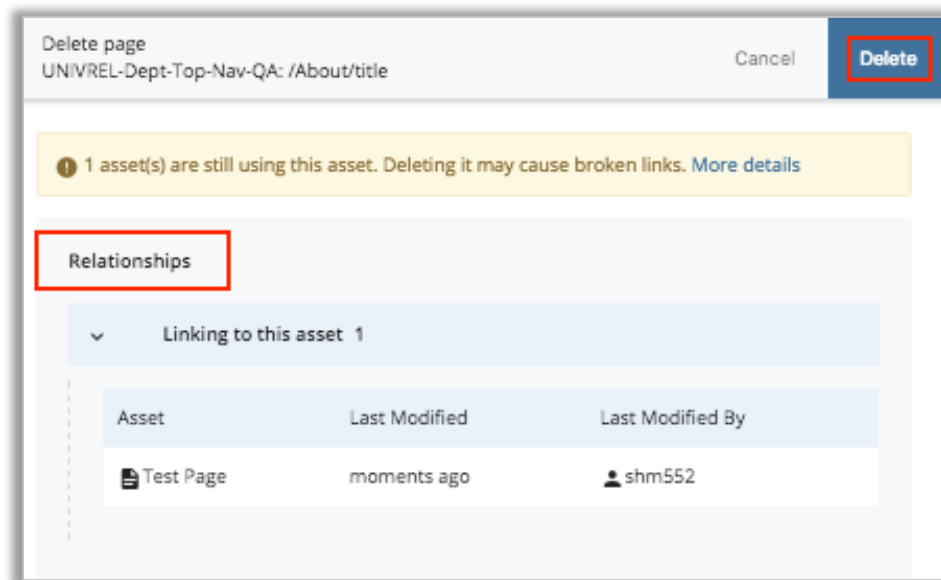 Delete page
UNIVREL-Dept-Top-Nav-QA: /About/title
Cancel
Delete
1 asset(s) are still using this asset. Deleting it may cause broken links. More details
Relationships
Linking to this asset 1
Asset Last Modified Last Modified By
Test Page moments ago shm552